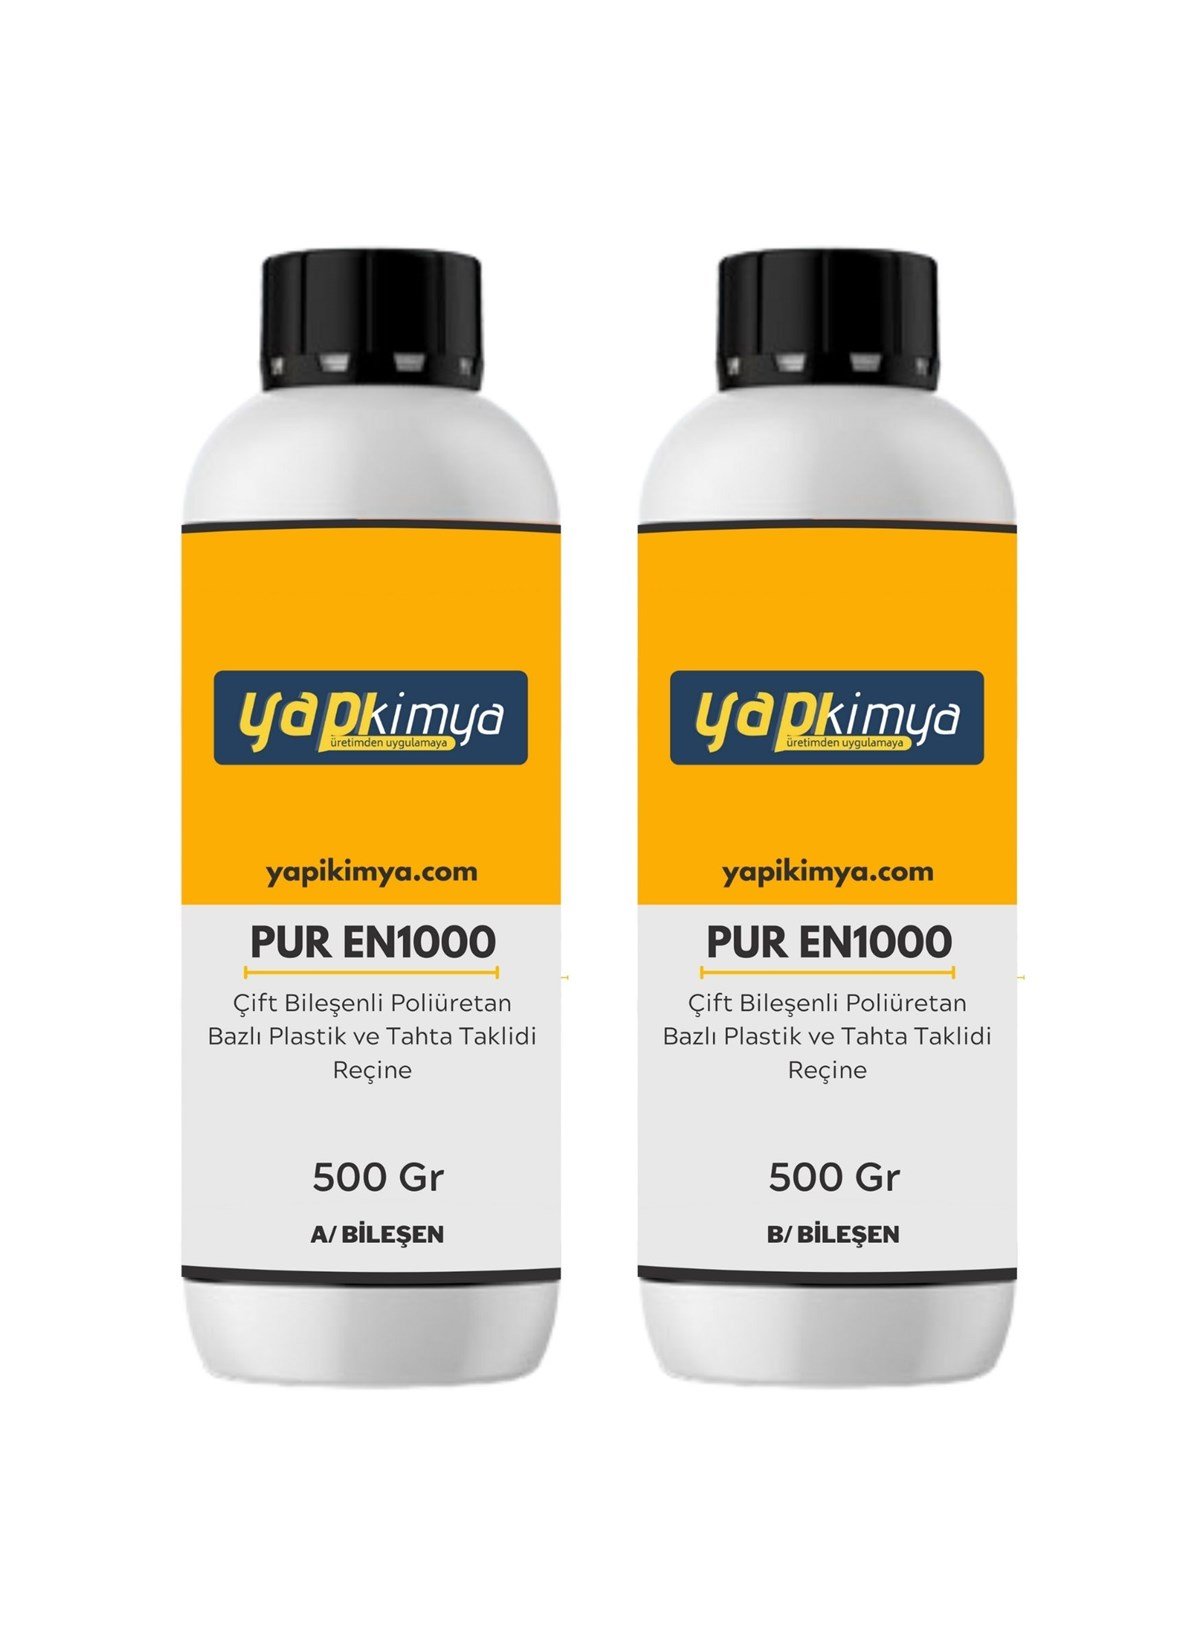 yapıkimya
üretimden uygulamaya
yapikimya.com
PUR EN1000
Çift Bileşenli Poliüretan
Bazlı Plastik ve Tahta Taklidi
Reçine
500 Gr
A/ BİLEŞEN
yapıkimya
üretimden uygulamaya
yapikimya.com
PUR EN1000
Çift Bileşenli Poliüretan
Bazlı Plastik ve Tahta Taklidi
Reçine
500 Gr
B/ BİLEŞEN